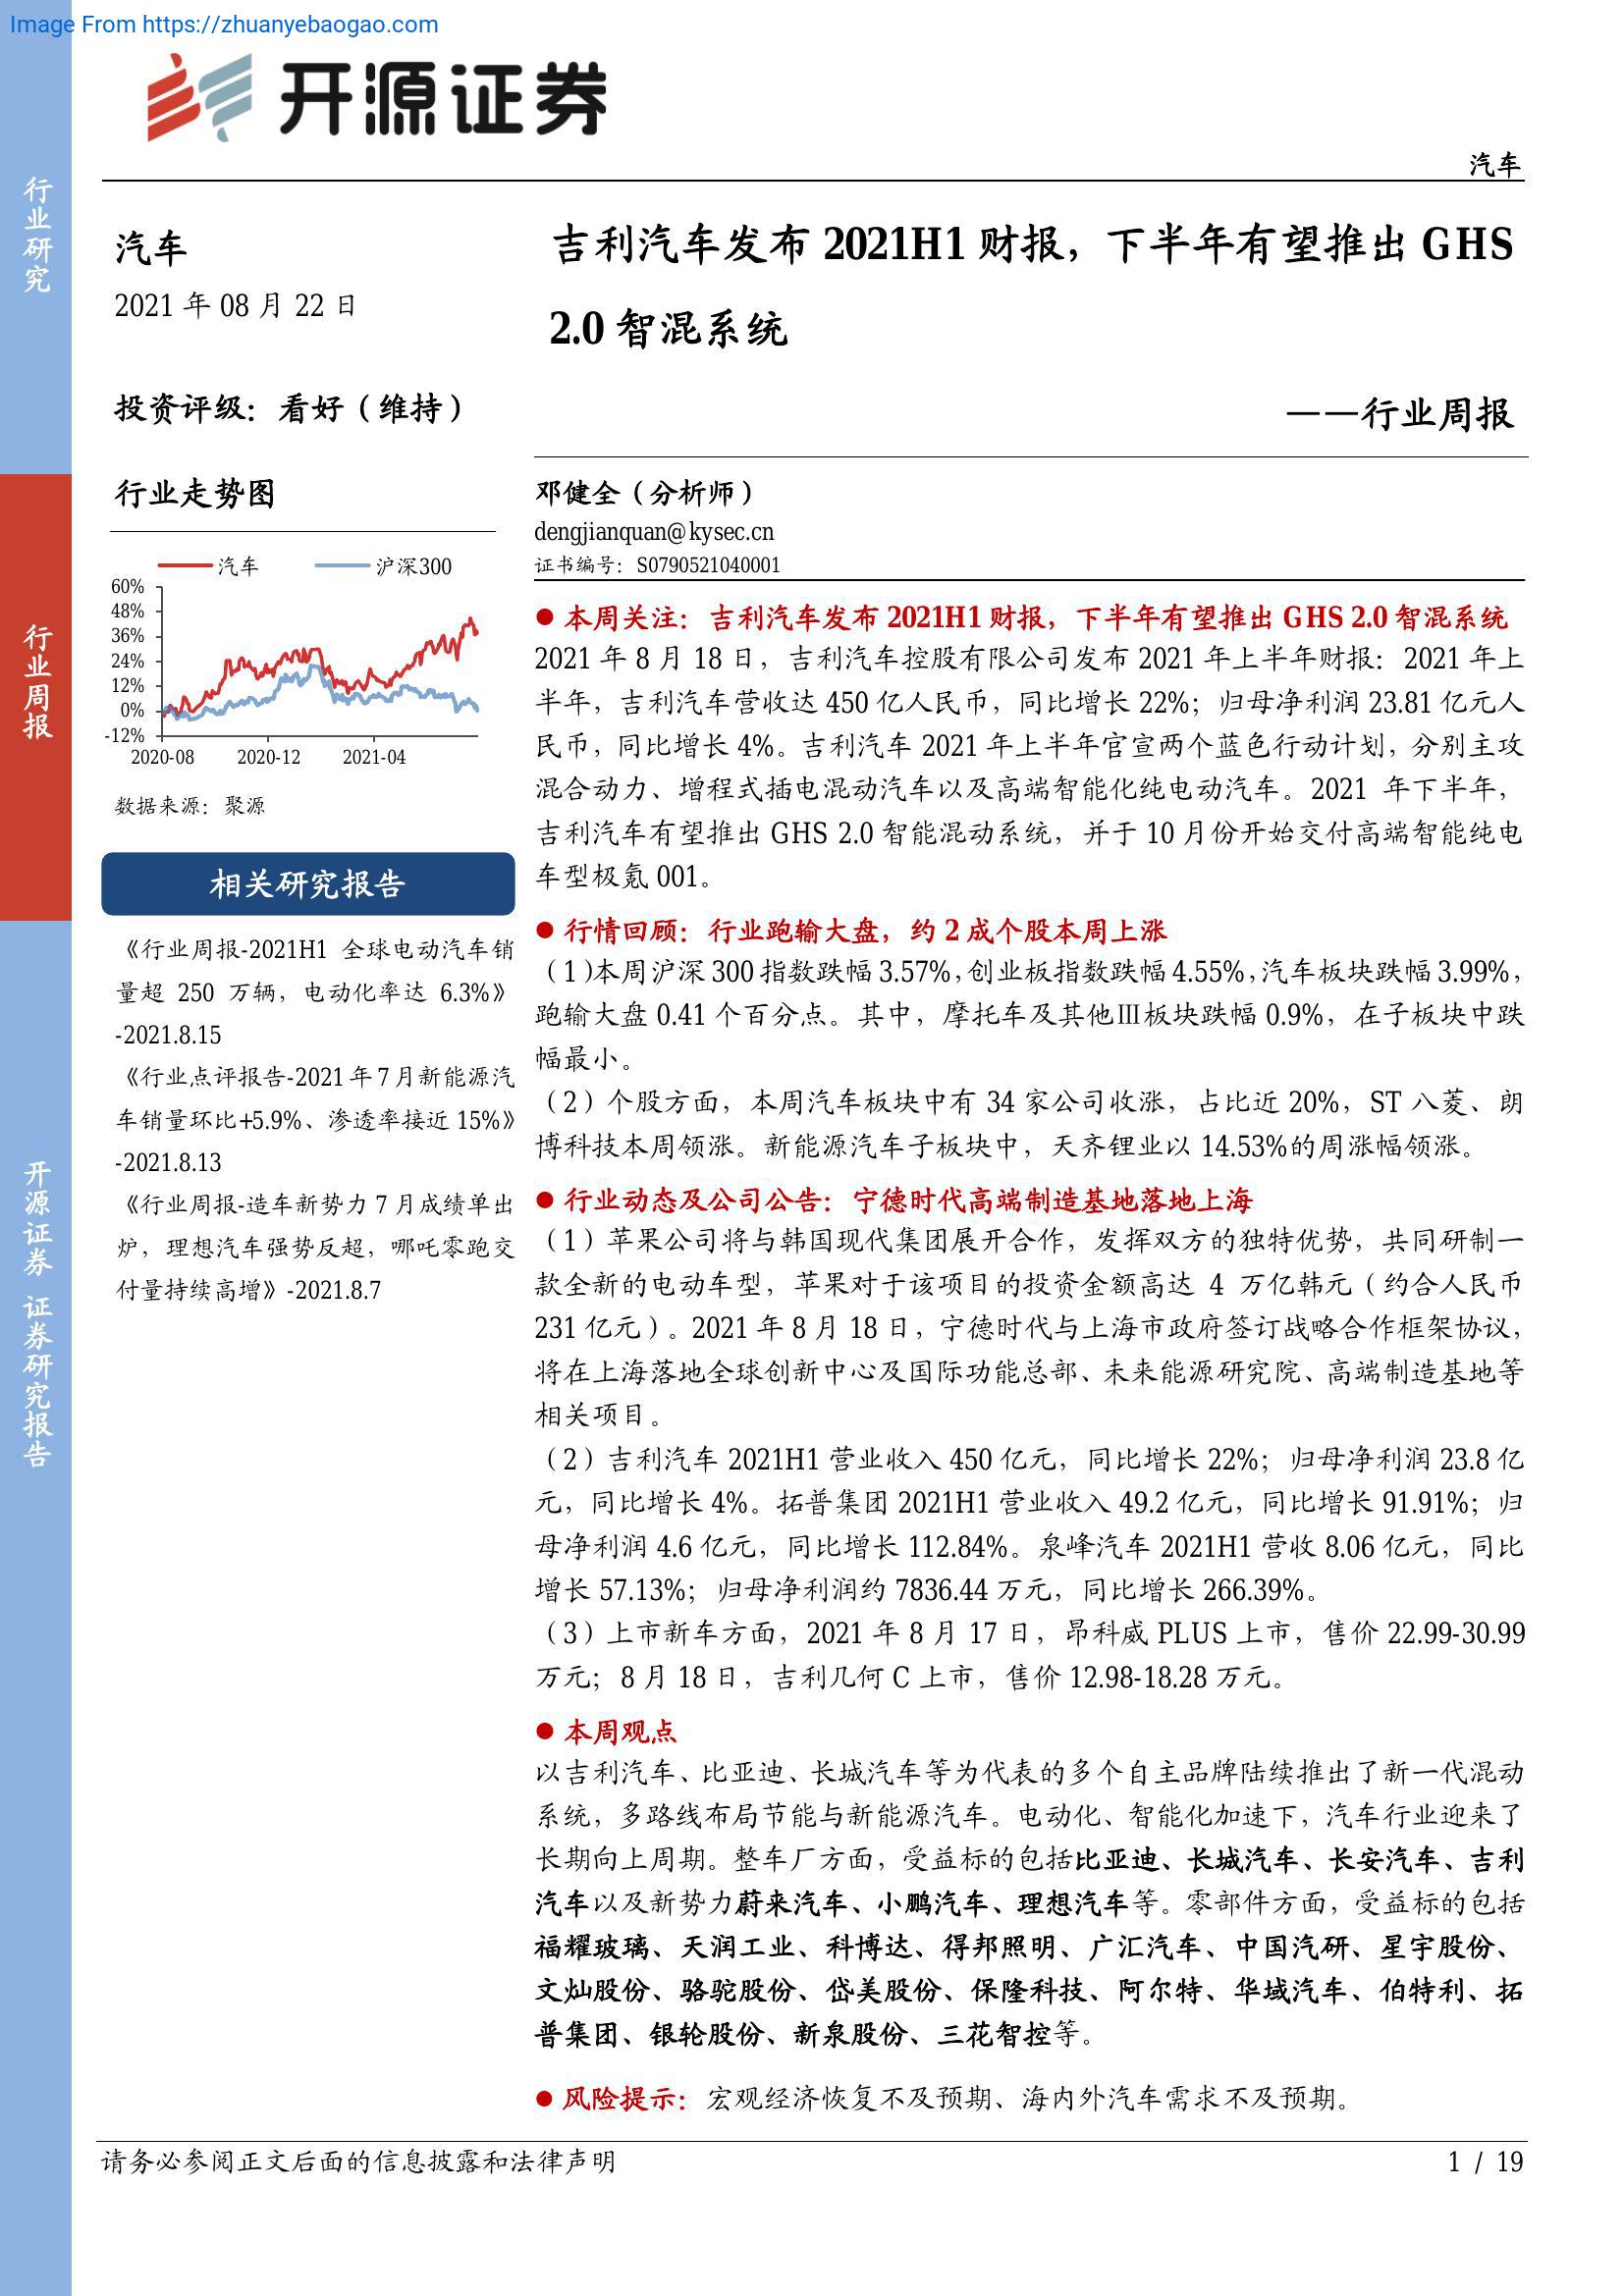 Image From https://zhuanyebaogao.com
开源证券
汽车
行业研究
行业周报
开源证券 证券研究报告
汽车
2021 年 08 月 22 日
投资评级：看好（维持）
行业走势图
汽车 沪深300
60%
48%
36%
24%
12%
0%
-12%
2020-08 2020-12 2021-04
数据来源：聚源
相关研究报告
《行业周报-2021H1 全球电动汽车销
量超 250 万辆，电动化率达 6.3%》
-2021.8.15
《行业点评报告-2021 年 7 月新能源汽
车销量环比+5.9%、渗透率接近 15%》
-2021.8.13
《行业周报-造车新势力 7 月成绩单出
炉，理想汽车强势反超，哪吒零跑交
付量持续高增》-2021.8.7
吉利汽车发布 2021H1 财报，下半年有望推出 GHS
2.0 智混系统
——行业周报
邓健全（分析师）
dengjianquan@kysec.cn
证书编号：S0790521040001
● 本周关注：吉利汽车发布 2021H1 财报，下半年有望推出 GHS 2.0 智混系统
2021 年 8 月 18 日，吉利汽车控股有限公司发布 2021 年上半年财报：2021 年上
半年，吉利汽车营收达 450 亿人民币，同比增长 22%；归母净利润 23.81 亿元人
民币，同比增长 4%。吉利汽车 2021 年上半年官宣两个蓝色行动计划，分别主攻
混合动力、增程式插电混动汽车以及高端智能化纯电动汽车。2021 年下半年，
吉利汽车有望推出 GHS 2.0 智能混动系统，并于 10 月份开始交付高端智能纯电
车型极氪 001。
● 行情回顾：行业跑输大盘，约 2 成个股本周上涨
（1）本周沪深 300 指数跌幅 3.57%，创业板指数跌幅 4.55%，汽车板块跌幅 3.99%，
跑输大盘 0.41 个百分点。其中，摩托车及其他Ⅲ板块跌幅 0.9%，在子板块中跌
幅最小。
（2）个股方面，本周汽车板块中有 34 家公司收涨，占比近 20%，ST 八菱、朗
博科技本周领涨。新能源汽车子板块中，天齐锂业以 14.53%的周涨幅领涨。
● 行业动态及公司公告：宁德时代高端制造基地落地上海
（1）苹果公司将与韩国现代集团展开合作，发挥双方的独特优势，共同研制一
款全新的电动车型，苹果对于该项目的投资金额高达 4 万亿韩元（约合人民币
231 亿元）。2021 年 8 月 18 日，宁德时代与上海市政府签订战略合作框架协议，
将在上海落地全球创新中心及国际功能总部、未来能源研究院、高端制造基地等
相关项目。
（2）吉利汽车 2021H1 营业收入 450 亿元，同比增长 22%；归母净利润 23.8 亿
元，同比增长 4%。拓普集团 2021H1 营业收入 49.2 亿元，同比增长 91.91%；归
母净利润 4.6 亿元，同比增长 112.84%。泉峰汽车 2021H1 营收 8.06 亿元，同比
增长 57.13%；归母净利润约 7836.44 万元，同比增长 266.39%。
（3）上市新车方面，2021 年 8 月 17 日，昂科威 PLUS 上市，售价 22.99-30.99
万元；8 月 18 日，吉利几何 C 上市，售价 12.98-18.28 万元。
● 本周观点
以吉利汽车、比亚迪、长城汽车等为代表的多个自主品牌陆续推出了新一代混动
系统，多路线布局节能与新能源汽车。电动化、智能化加速下，汽车行业迎来了
长期向上周期。整车厂方面，受益标的包括比亚迪、长城汽车、长安汽车、吉利
汽车以及新势力蔚来汽车、小鹏汽车、理想汽车等。零部件方面，受益标的包括
福耀玻璃、天润工业、科博达、得邦照明、广汇汽车、中国汽研、星宇股份、
文灿股份、骆驼股份、岱美股份、保隆科技、阿尔特、华域汽车、伯特利、拓
普集团、银轮股份、新泉股份、三花智控等。
● 风险提示：宏观经济恢复不及预期、海内外汽车需求不及预期。
请务必参阅正文后面的信息披露和法律声明
1 / 19